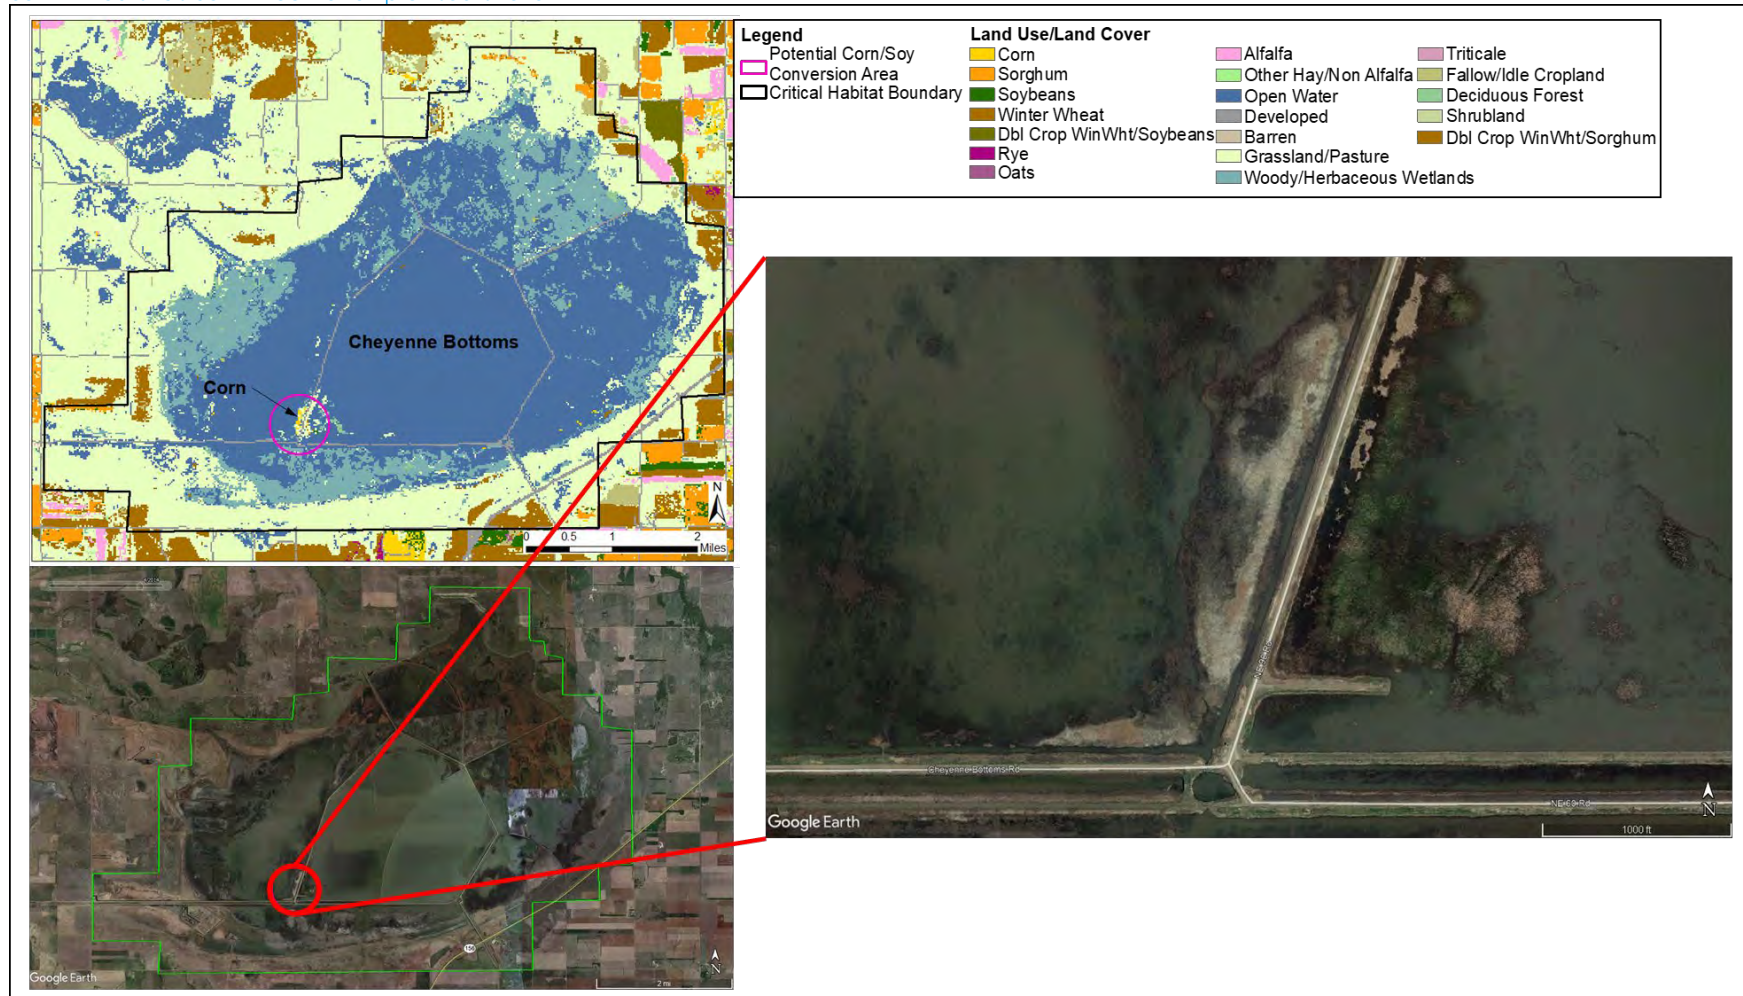 Legend
Potential Corn/Soy
Conversion Area
Critical Habitat Boundary
Land Use/Land Cover
Corn
Sorghum
Soybeans
Winter Wheat
Dbl Crop WinWht/Soybeans
Rye
Oats
Alfalfa
Other Hay/Non Alfalfa
Open Water
Developed
Barren
Grassland/Pasture
Woody/Herbaceous Wetlands
Triticale
Fallow/Idle Cropland
Deciduous Forest
Shrubland
Dbl Crop WinWht/Sorghum
Cheyenne Bottoms
Corn
N
0 0.5 1 2
Miles
Cheyenne Bottoms Rd
NE 60 Rd
Google Earth
N
1000 ft
156
Google Earth
N
2 mi